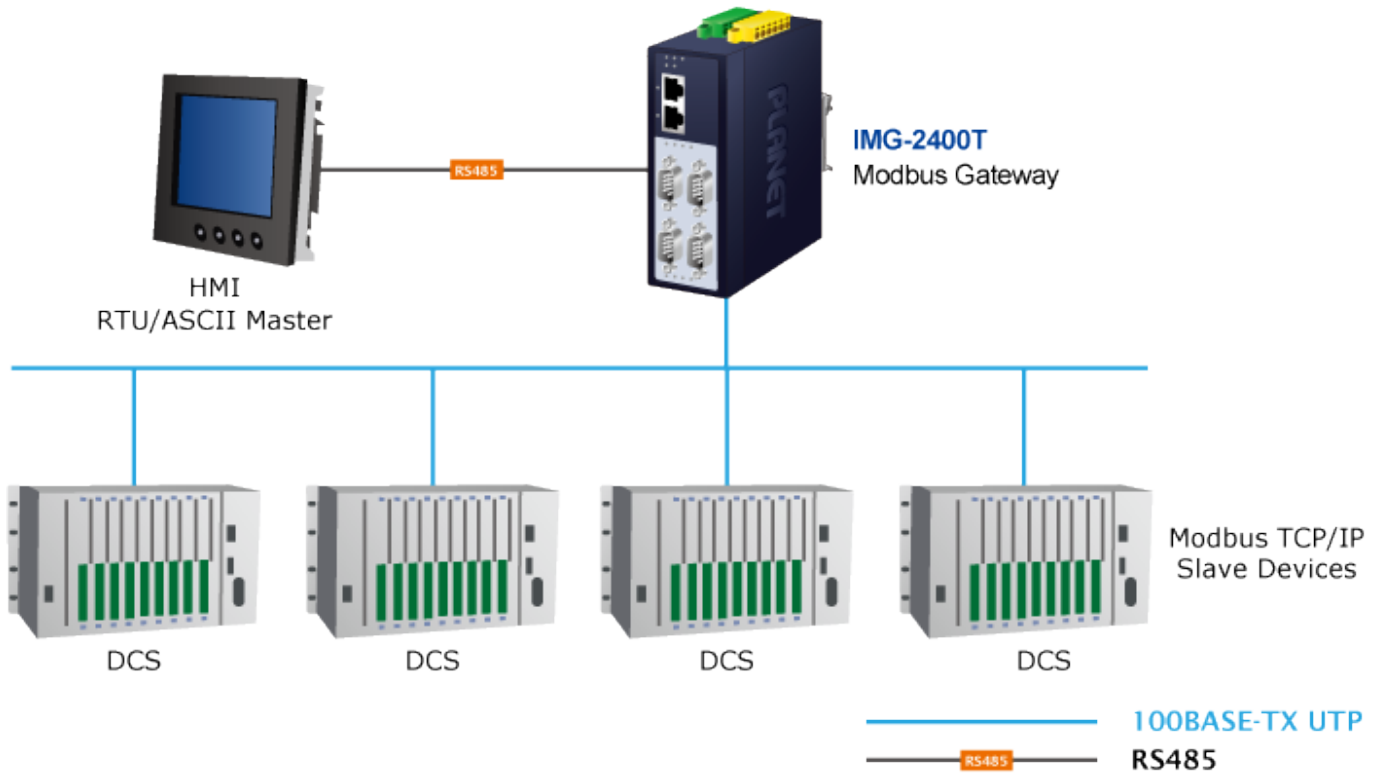 PLANET
IMG-2400T
Modbus Gateway
RS485
HMI
RTU/ASCII Master
Modbus TCP/IP
Slave Devices
DCS
DCS
DCS
DCS
100BASE-TX UTP
RS485
RS485